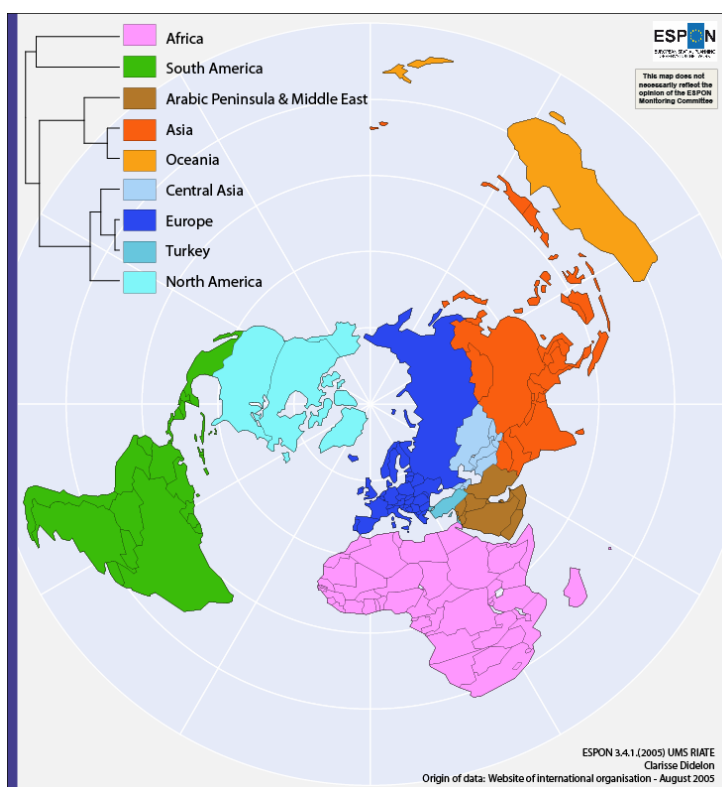 Africa
South America
Arabic Peninsula & Middle East
Asia
Oceania
Central Asia
Europe
Turkey
North America
ESPON
This map does not
necessarily reflect the
opinion of the ESPON
Monitoring Committee
ESPON 3.4.1.(2005) UMS RIATE
Clarisse Didelon
Origin of data: Website of international organisation - August 2005